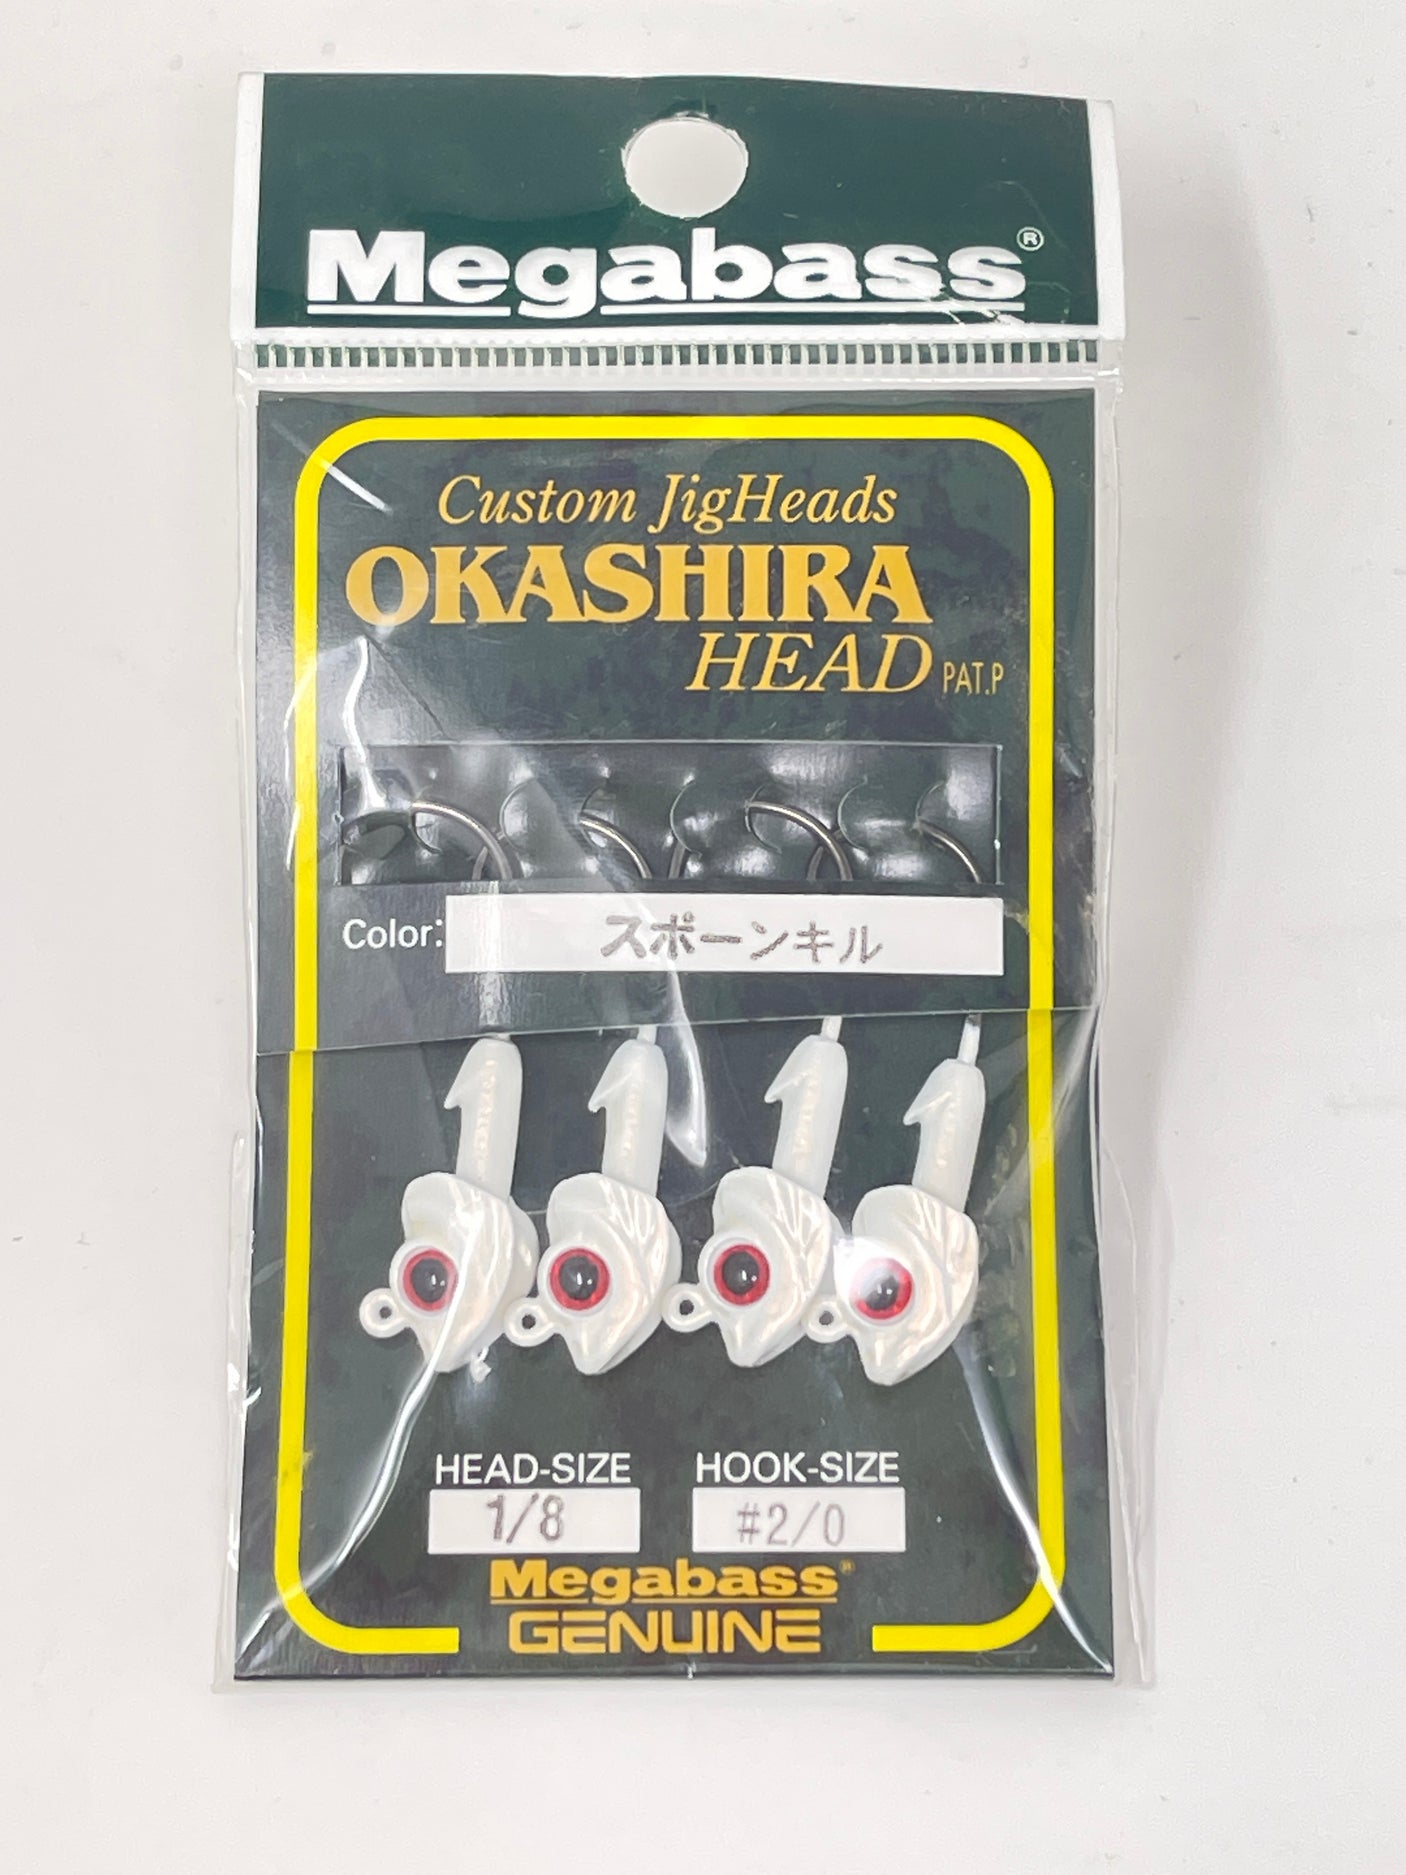 Megabass®
Custom JigHeads
OKASHIRA
HEAD PAT.P
Color: スポーンキル
HEAD-SIZE HOOK-SIZE
1/8 #2/0
Megabass®
GENUINE